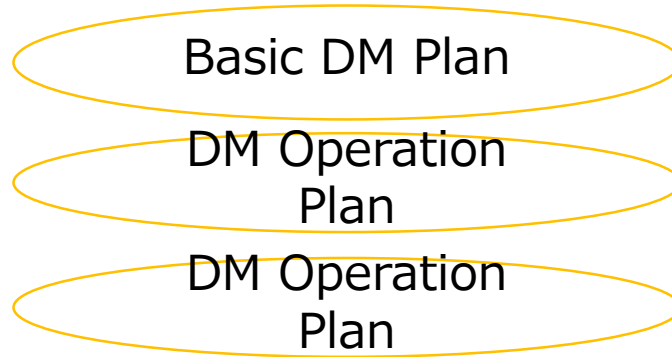 Basic DM Plan
DM Operation
Plan
DM Operation
Plan